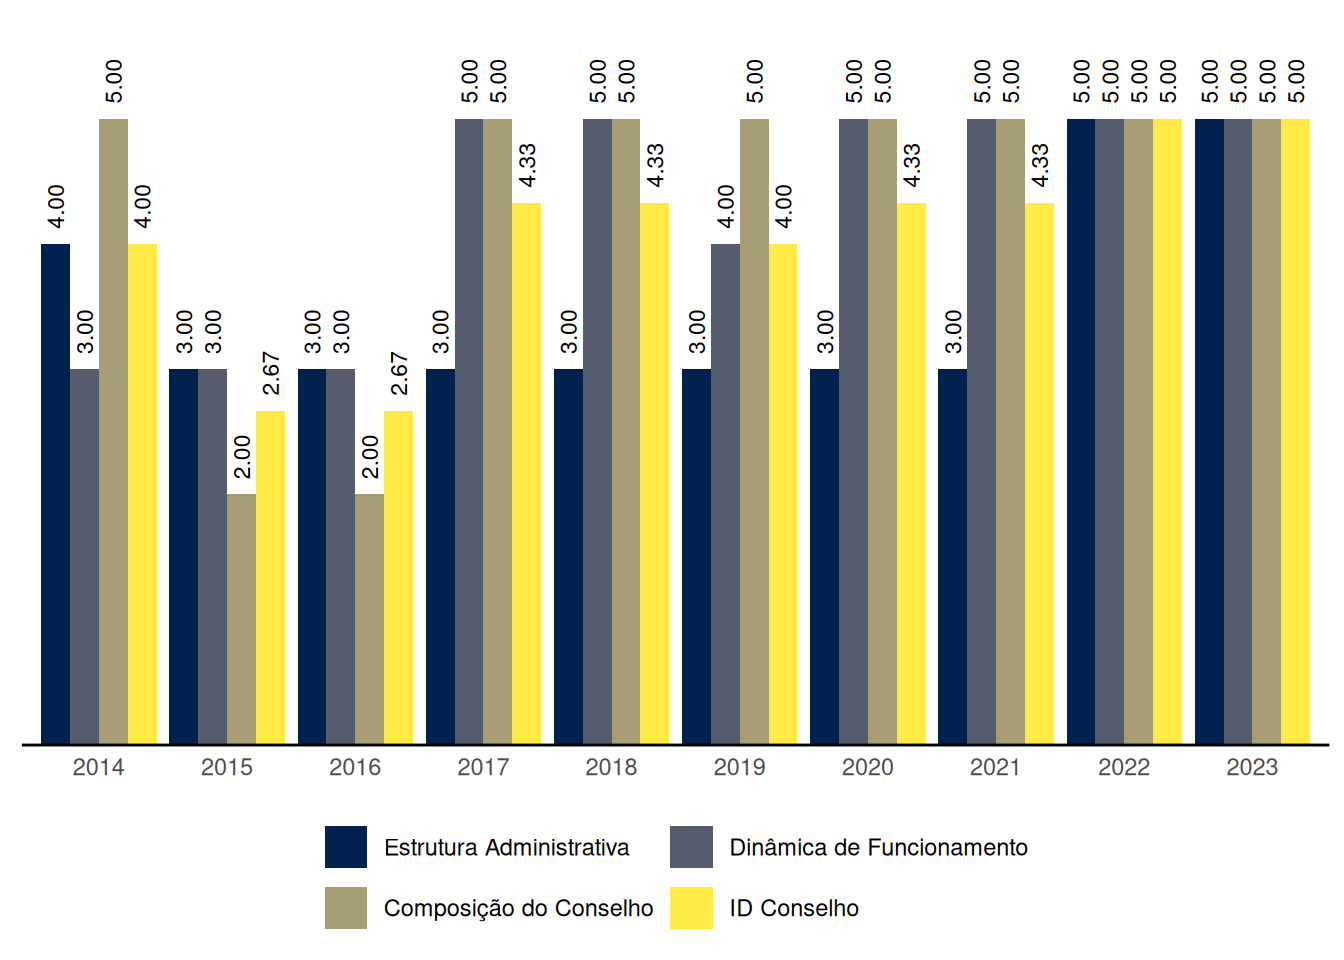 4.00 3.00 5.00 4.00 3.00 3.00 2.00 2.67 3.00 3.00 2.00 2.67 3.00 5.00 5.00 4.33 3.00 5.00 5.00 4.33 3.00 4.00 5.00 4.00 3.00 5.00 5.00 4.33 3.00 5.00 5.00 4.33 5.00 5.00 5.00 5.00 5.00 5.00 5.00 5.00
2014 2015 2016 2017 2018 2019 2020 2021 2022 2023
Estrutura Administrativa Dinâmica de Funcionamento
Composição do Conselho ID Conselho